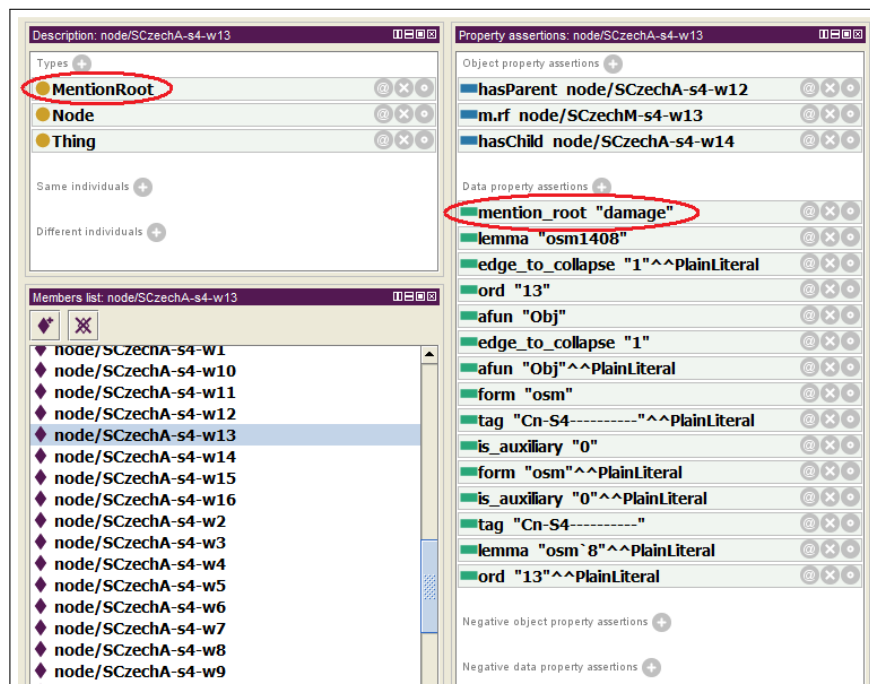 Description: node/SCzechA-s4-w13
Types
MentionRoot
Node
Thing
Same individuals
Different individuals
Members list: node/SCzechA-s4-w13
node/SCzechA-s4-w1
node/SCzechA-s4-w10
node/SCzechA-s4-w11
node/SCzechA-s4-w12
node/SCzechA-s4-w13
node/SCzechA-s4-w14
node/SCzechA-s4-w15
node/SCzechA-s4-w16
node/SCzechA-s4-w2
node/SCzechA-s4-w3
node/SCzechA-s4-w4
node/SCzechA-s4-w5
node/SCzechA-s4-w6
node/SCzechA-s4-w7
node/SCzechA-s4-w8
node/SCzechA-s4-w9
Property assertions: node/SCzechA-s4-w13
Object property assertions
hasParent node/SCzechA-s4-w12
m.rf node/SCzechM-s4-w13
hasChild node/SCzechA-s4-w14
Data property assertions
mention_root "damage"
lemma "osm1408"
edge_to_collapse "1"^^PlainLiteral
ord "13"
afun "Obj"
edge_to_collapse "1"
afun "Obj"^^PlainLiteral
form "osm"
tag "Cn-S4----------"^^PlainLiteral
is_auxiliary "0"
form "osm"^^PlainLiteral
is_auxiliary "0"^^PlainLiteral
tag "Cn-S4----------"
lemma "osm`8"^^PlainLiteral
ord "13"^^PlainLiteral
Negative object property assertions
Negative data property assertions